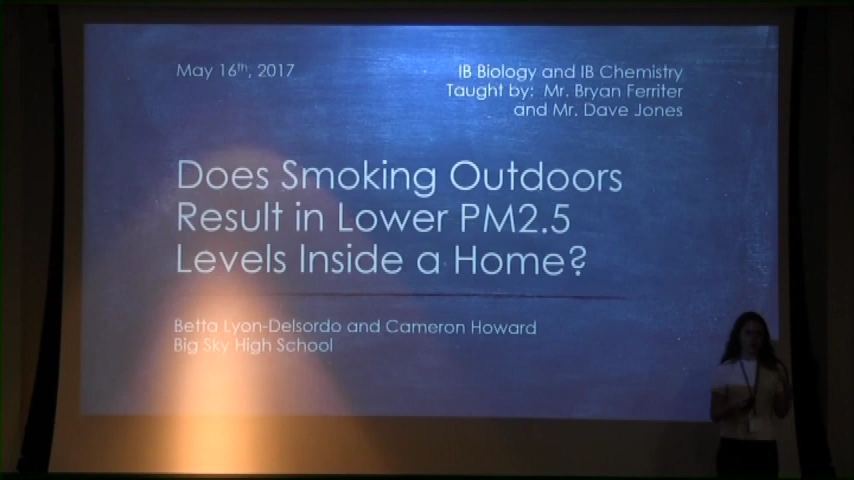 May 16th, 2017
IB Biology and IB Chemistry
Taught by: Mr. Bryan Ferriter
and Mr. Dave Jones
Does Smoking Outdoors
Result in Lower PM2.5
Levels Inside a Home?
Betta Lyon-Delsordo and Cameron Howard
Big Sky High School